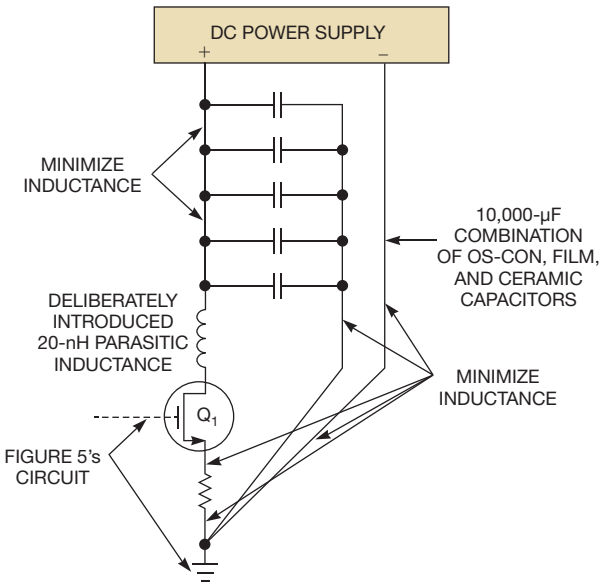 DC POWER SUPPLY
+
−
MINIMIZE
INDUCTANCE
10,000-μF
COMBINATION
OF OS-CON, FILM,
AND CERAMIC
CAPACITORS
DELIBERATELY
INTRODUCED
20-nH PARASITIC
INDUCTANCE
MINIMIZE
INDUCTANCE
Q1
FIGURE 5's
CIRCUIT